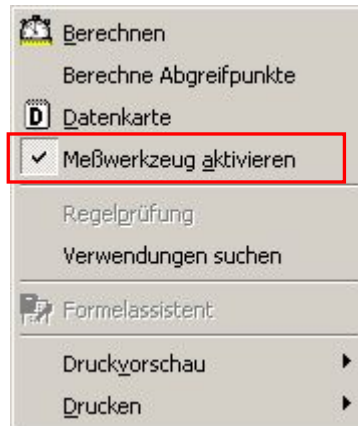 Berechnen
Berechne Abgreifpunkte
D Datenkarte
Meßwerkzeug aktivieren
Regelprüfung
Verwendungen suchen
Formelassistent
Druckvorschau
Drucken